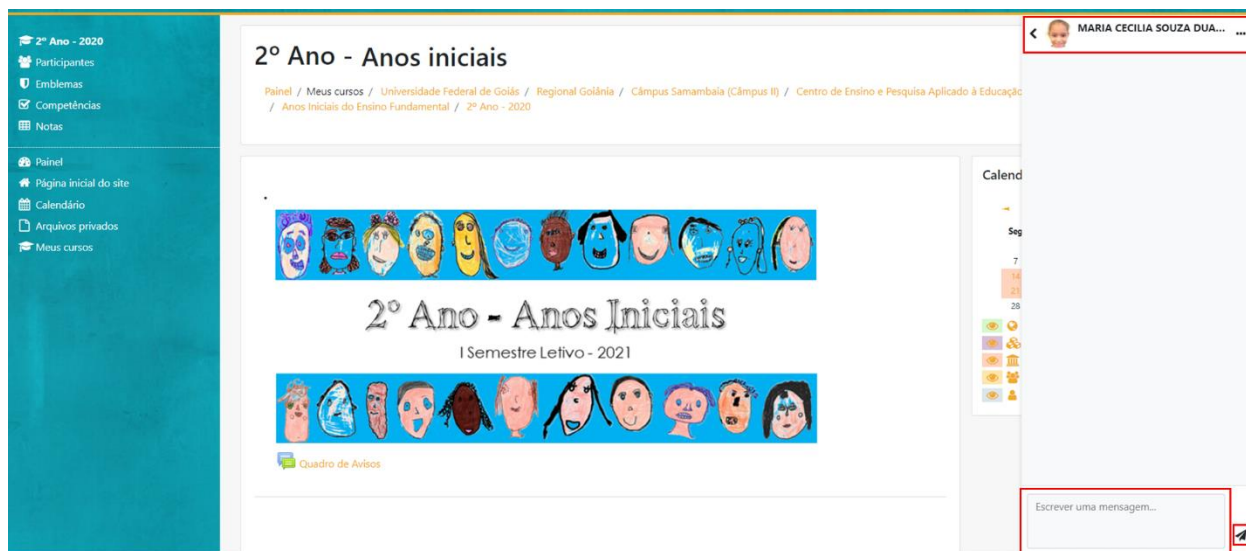 2º Ano - 2020
Participantes
Emblemas
Competências
Notas
Painel
Página inicial do site
Calendário
Arquivos privados
Meus cursos
2º Ano - Anos iniciais
Painel / Meus cursos / Universidade Federal de Goiás / Regional Goiânia / Câmpus Samambaia (Câmpus II) / Centro de Ensino e Pesquisa Aplicado à Educação
/ Anos Iniciais do Ensino Fundamental / 2º Ano - 2020
.
2º Ano - Anos Iniciais
I Semestre Letivo - 2021
Quadro de Avisos
Calend
Seg
7
14
21
28
MARIA CECILIA SOUZA DUA... ...
Escrever uma mensagem...